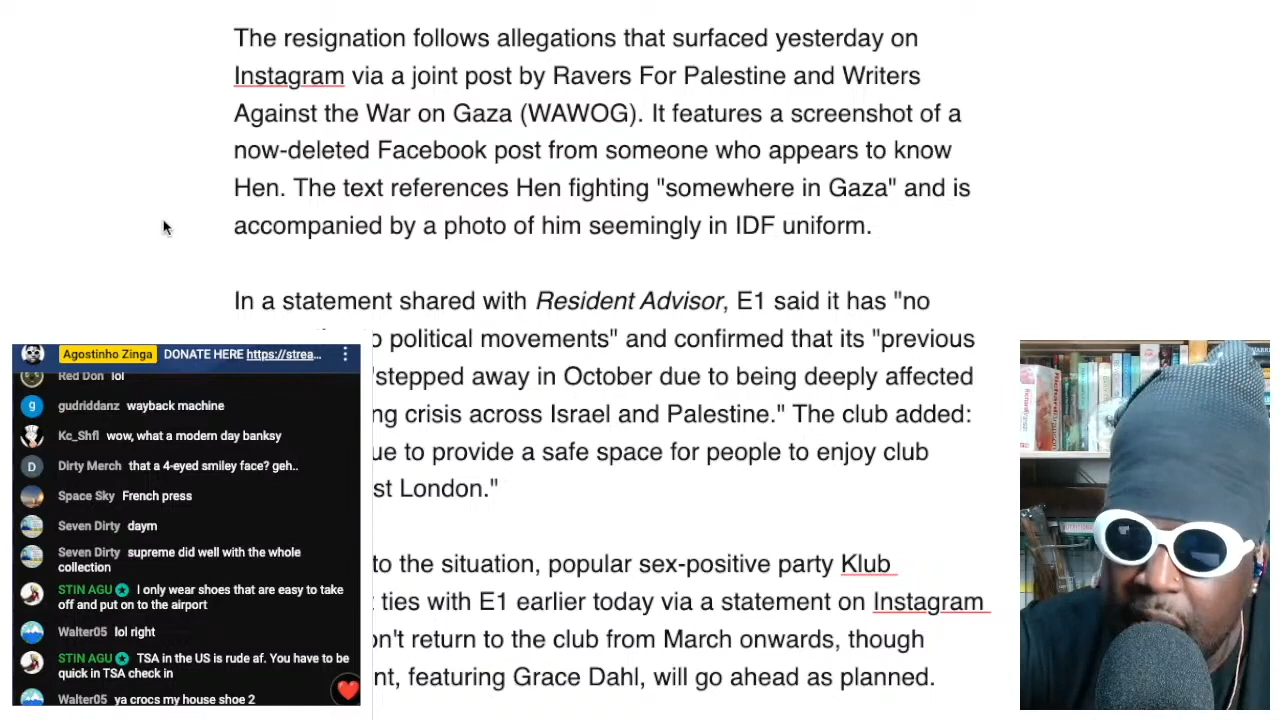 The resignation follows allegations that surfaced yesterday on
Instagram via a joint post by Ravers For Palestine and Writers
Against the War on Gaza (WAWOG). It features a screenshot of a
now-deleted Facebook post from someone who appears to know
Hen. The text references Hen fighting "somewhere in Gaza" and is
accompanied by a photo of him seemingly in IDF uniform.
In a statement shared with Resident Advisor, E1 said it has "no
political movements" and confirmed that its "previous
"stepped away in October due to being deeply affected
crisis across Israel and Palestine." The club added:
to provide a safe space for people to enjoy club
London."
to the situation, popular sex-positive party Klub
ties with E1 earlier today via a statement on Instagram
return to the club from March onwards, though
featuring Grace Dahl, will go ahead as planned.
Agostinho Zinga DONATE HERE https://strea...
Red Don lol
gudriddanz wayback machine
Kc_Shfl wow, what a modern day banksy
Dirty Merch that a 4-eyed smiley face? geh..
Space Sky French press
Seven Dirty daym
Seven Dirty supreme did well with the whole
collection
STIN AGU I only wear shoes that are easy to take
off and put on to the airport
Walter05 lol right
STIN AGU TSA in the US is rude af. You have to be
quick in TSA check in
Walter05 ya crocs my house shoe 2